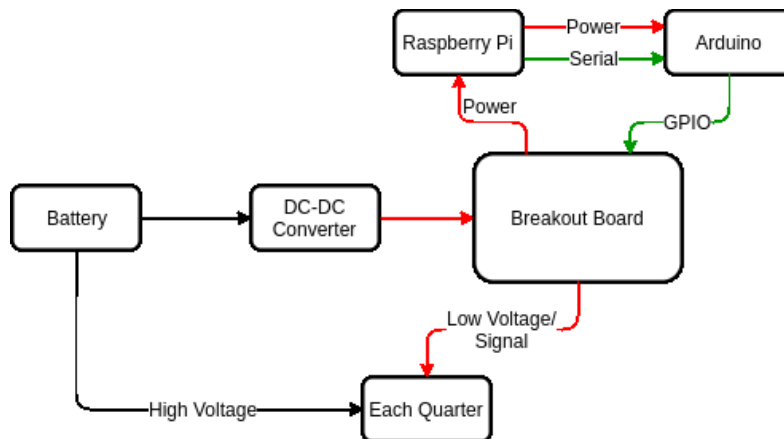 Raspberry Pi
Power
Arduino
Serial
Power
GPIO
Battery
DC-DC
Converter
Breakout Board
Low Voltage/
Signal
High Voltage
Each Quarter